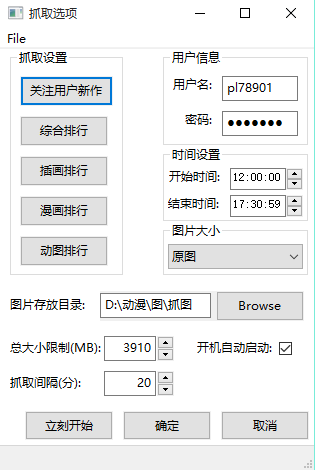 抓取选项
File
抓取设置
关注用户新作
综合排行
插画排行
漫画排行
动图排行
用户信息
用户名: pl78901
密码: ●●●●●●●
时间设置
开始时间: 12:00:00
结束时间: 17:30:59
图片大小
原图
图片存放目录: D:\动漫\图\抓图 Browse
总大小限制(MB): 3910 开机自动启动:
抓取间隔(分): 20
立刻开始 确定 取消